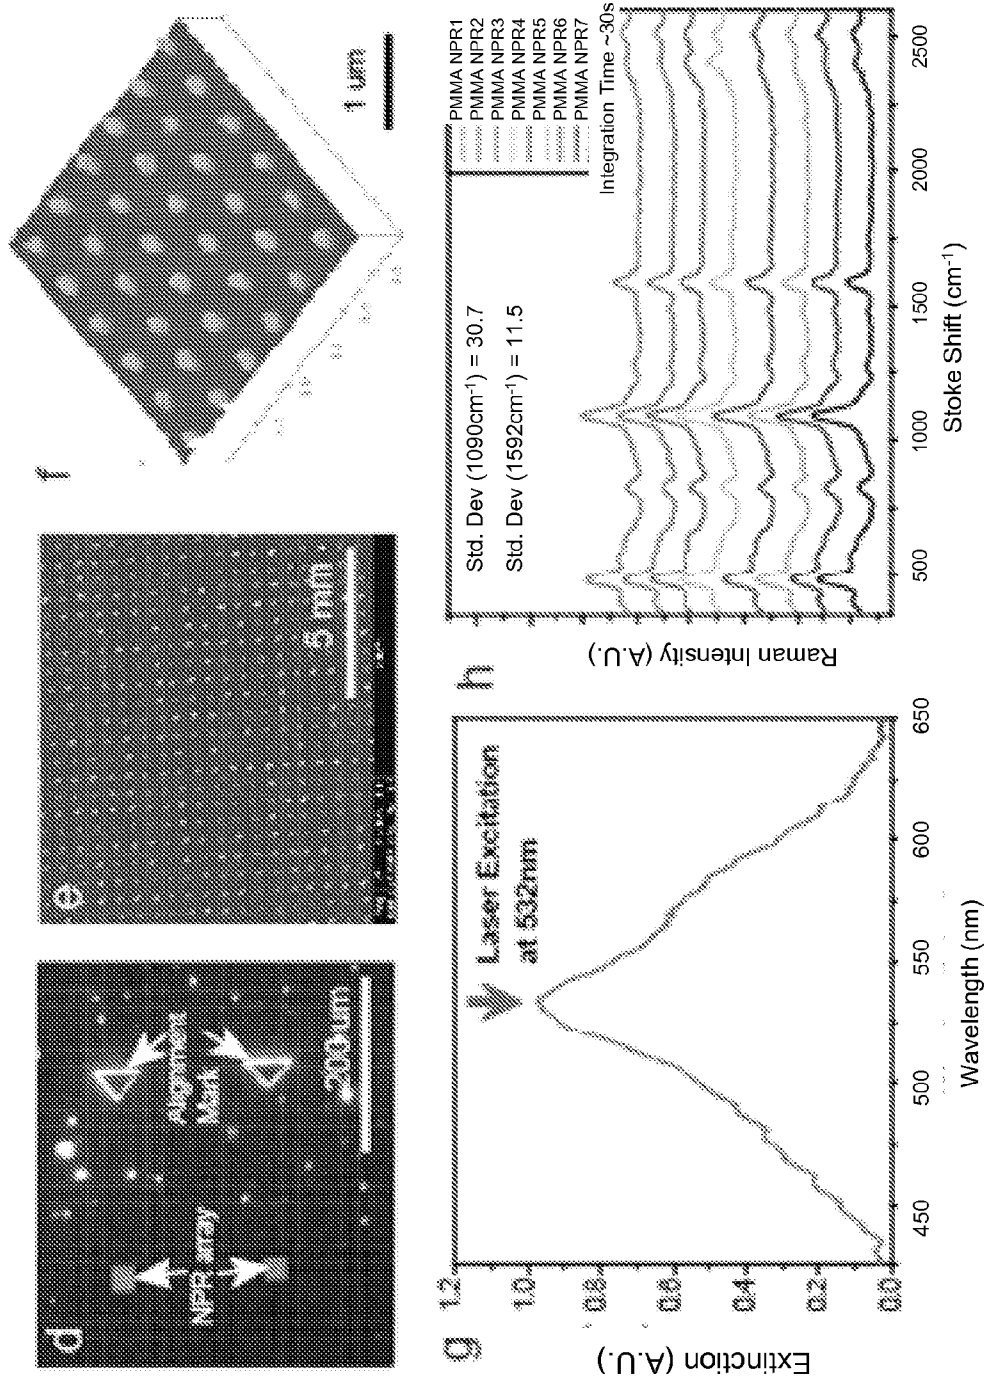 d
NPR array
Alignment
Mark
200 um
e
5 mm
f
1 um
g
Extinction (A.U.)
1.2
1.0
0.8
0.6
0.4
0.2
0.0
Laser Excitation
at 532nm
450
500
550
600
650
Wavelength (nm)
h
Raman Intensity (A.U.)
Std. Dev (1090cm⁻¹) = 30.7
Std. Dev (1592cm⁻¹) = 11.5
PMMA NPR1
PMMA NPR2
PMMA NPR3
PMMA NPR4
PMMA NPR5
PMMA NPR6
PMMA NPR7
Integration Time ~30s
500
1000
1500
2000
2500
Stoke Shift (cm⁻¹)